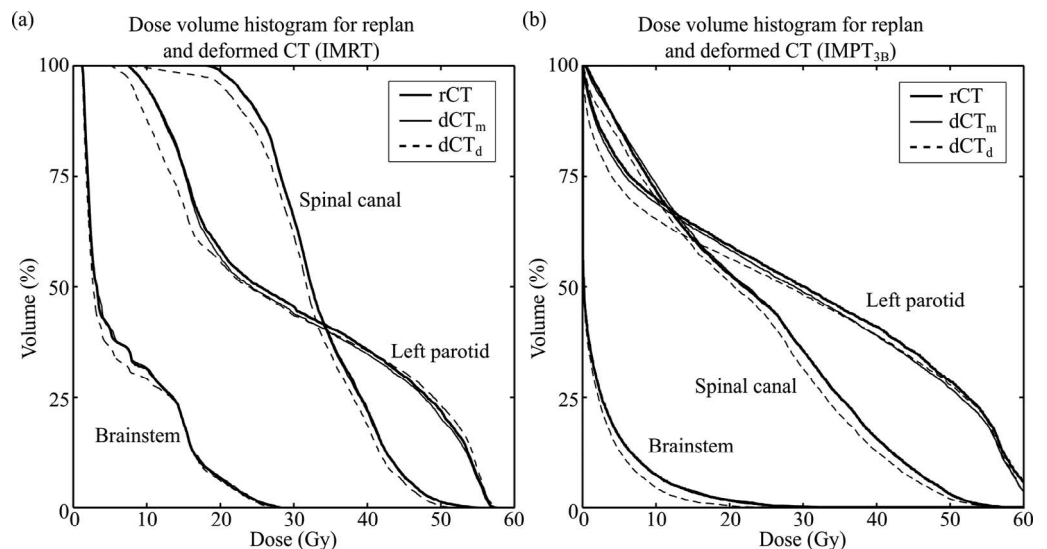 (a)
Dose volume histogram for replan
and deformed CT (IMRT)
100
75
50
25
0
Volume (%)
rCT
dCTm
dCTd
Spinal canal
Left parotid
Brainstem
0 10 20 30 40 50 60
Dose (Gy)
(b)
Dose volume histogram for replan
and deformed CT (IMPT3B)
100
75
50
25
0
Volume (%)
rCT
dCTm
dCTd
Left parotid
Spinal canal
Brainstem
0 10 20 30 40 50 60
Dose (Gy)